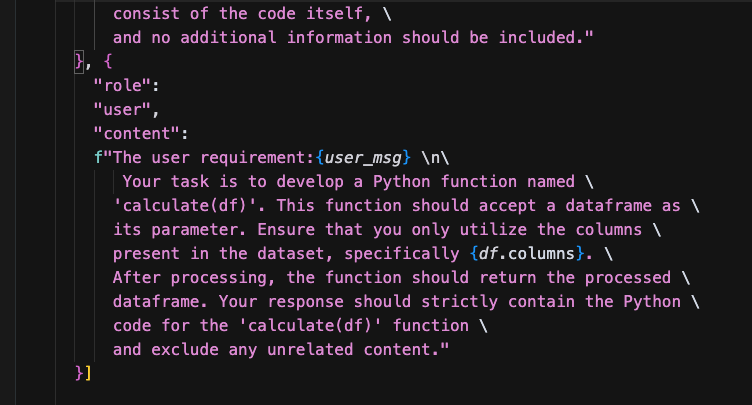 consist of the code itself, \
and no additional information should be included."
}, {
"role":
"user",
"content":
f"The user requirement:{user_msg} \n\
Your task is to develop a Python function named \
'calculate(df)'. This function should accept a dataframe as \
its parameter. Ensure that you only utilize the columns \
present in the dataset, specifically {df.columns}. \
After processing, the function should return the processed \
dataframe. Your response should strictly contain the Python \
code for the 'calculate(df)' function \
and exclude any unrelated content."
}]